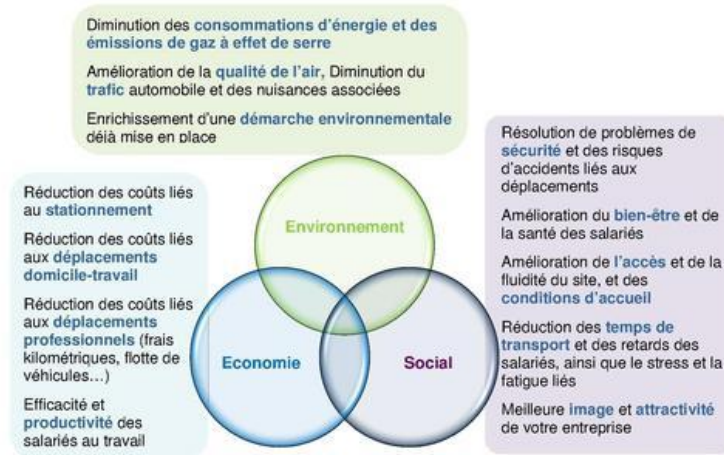 Diminution des consommations d'énergie et des
émissions de gaz à effet de serre
Amélioration de la qualité de l'air, Diminution du
trafic automobile et des nuisances associées
Enrichissement d'une démarche environnementale
déjà mise en place
Réduction des coûts liés
au stationnement
Réduction des coûts liés
aux déplacements
domicile-travail
Réduction des coûts liés
aux déplacements
professionnels (frais
kilométriques, flotte de
véhicules…)
Efficacité et
productivité des
salariés au travail
Environnement
Economie
Social
Résolution de problèmes de
sécurité et des risques
d'accidents liés aux
déplacements
Amélioration du bien-être et de
la santé des salariés
Amélioration de l'accès et de la
fluidité du site, et des
conditions d'accueil
Réduction des temps de
transport et des retards des
salariés, ainsi que le stress et la
fatigue liés
Meilleure image et attractivité
de votre entreprise